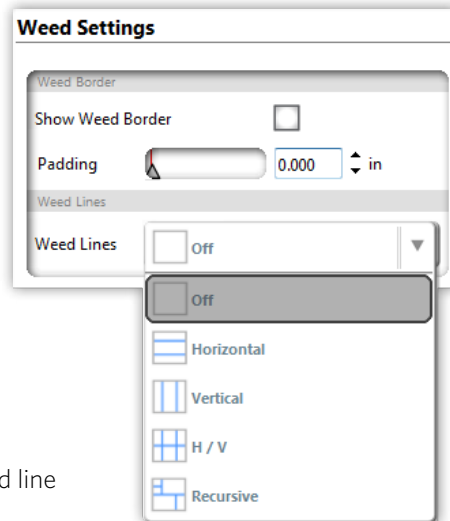 Weed Settings
Weed Border
Show Weed Border
Padding 0.000 in
Weed Lines
Weed Lines Off
Off
Horizontal
Vertical
H / V
d line
Recursive